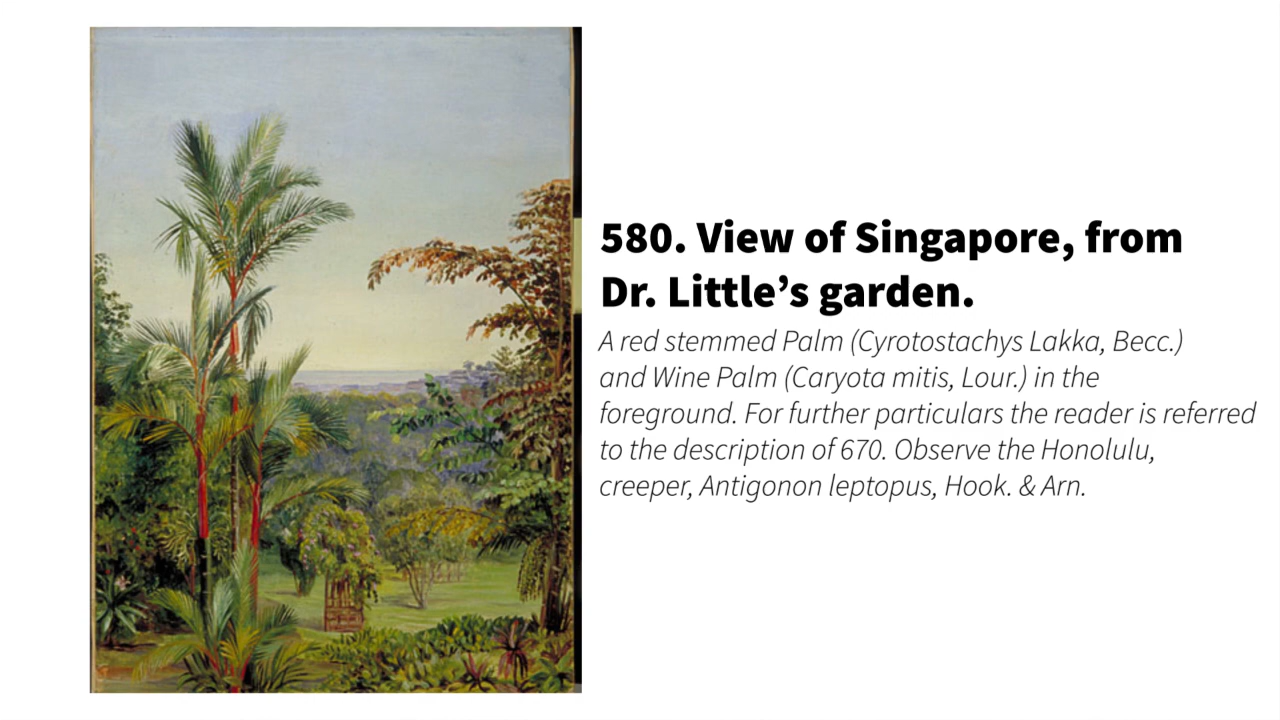 580. View of Singapore, from
Dr. Little’s garden.
A red stemmed Palm (Cyrotostachys Lakka, Becc.)
and Wine Palm (Caryota mitis, Lour.) in the
foreground. For further particulars the reader is referred
to the description of 670. Observe the Honolulu,
creeper, Antigonon leptopus, Hook. & Arn.